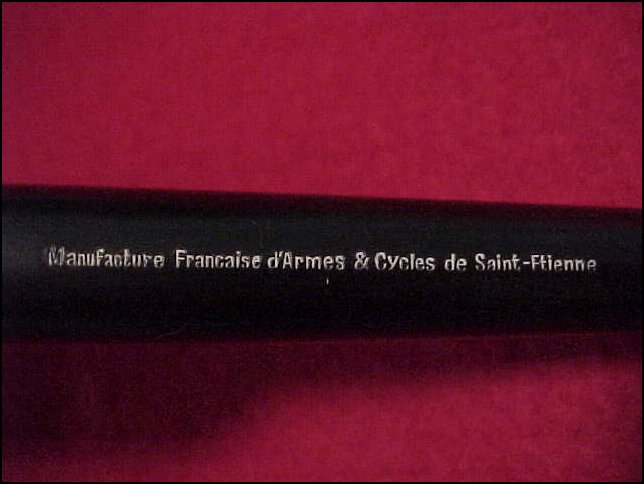 Manufacture Francaise d'Armes & Cycles de Saint-Etienne